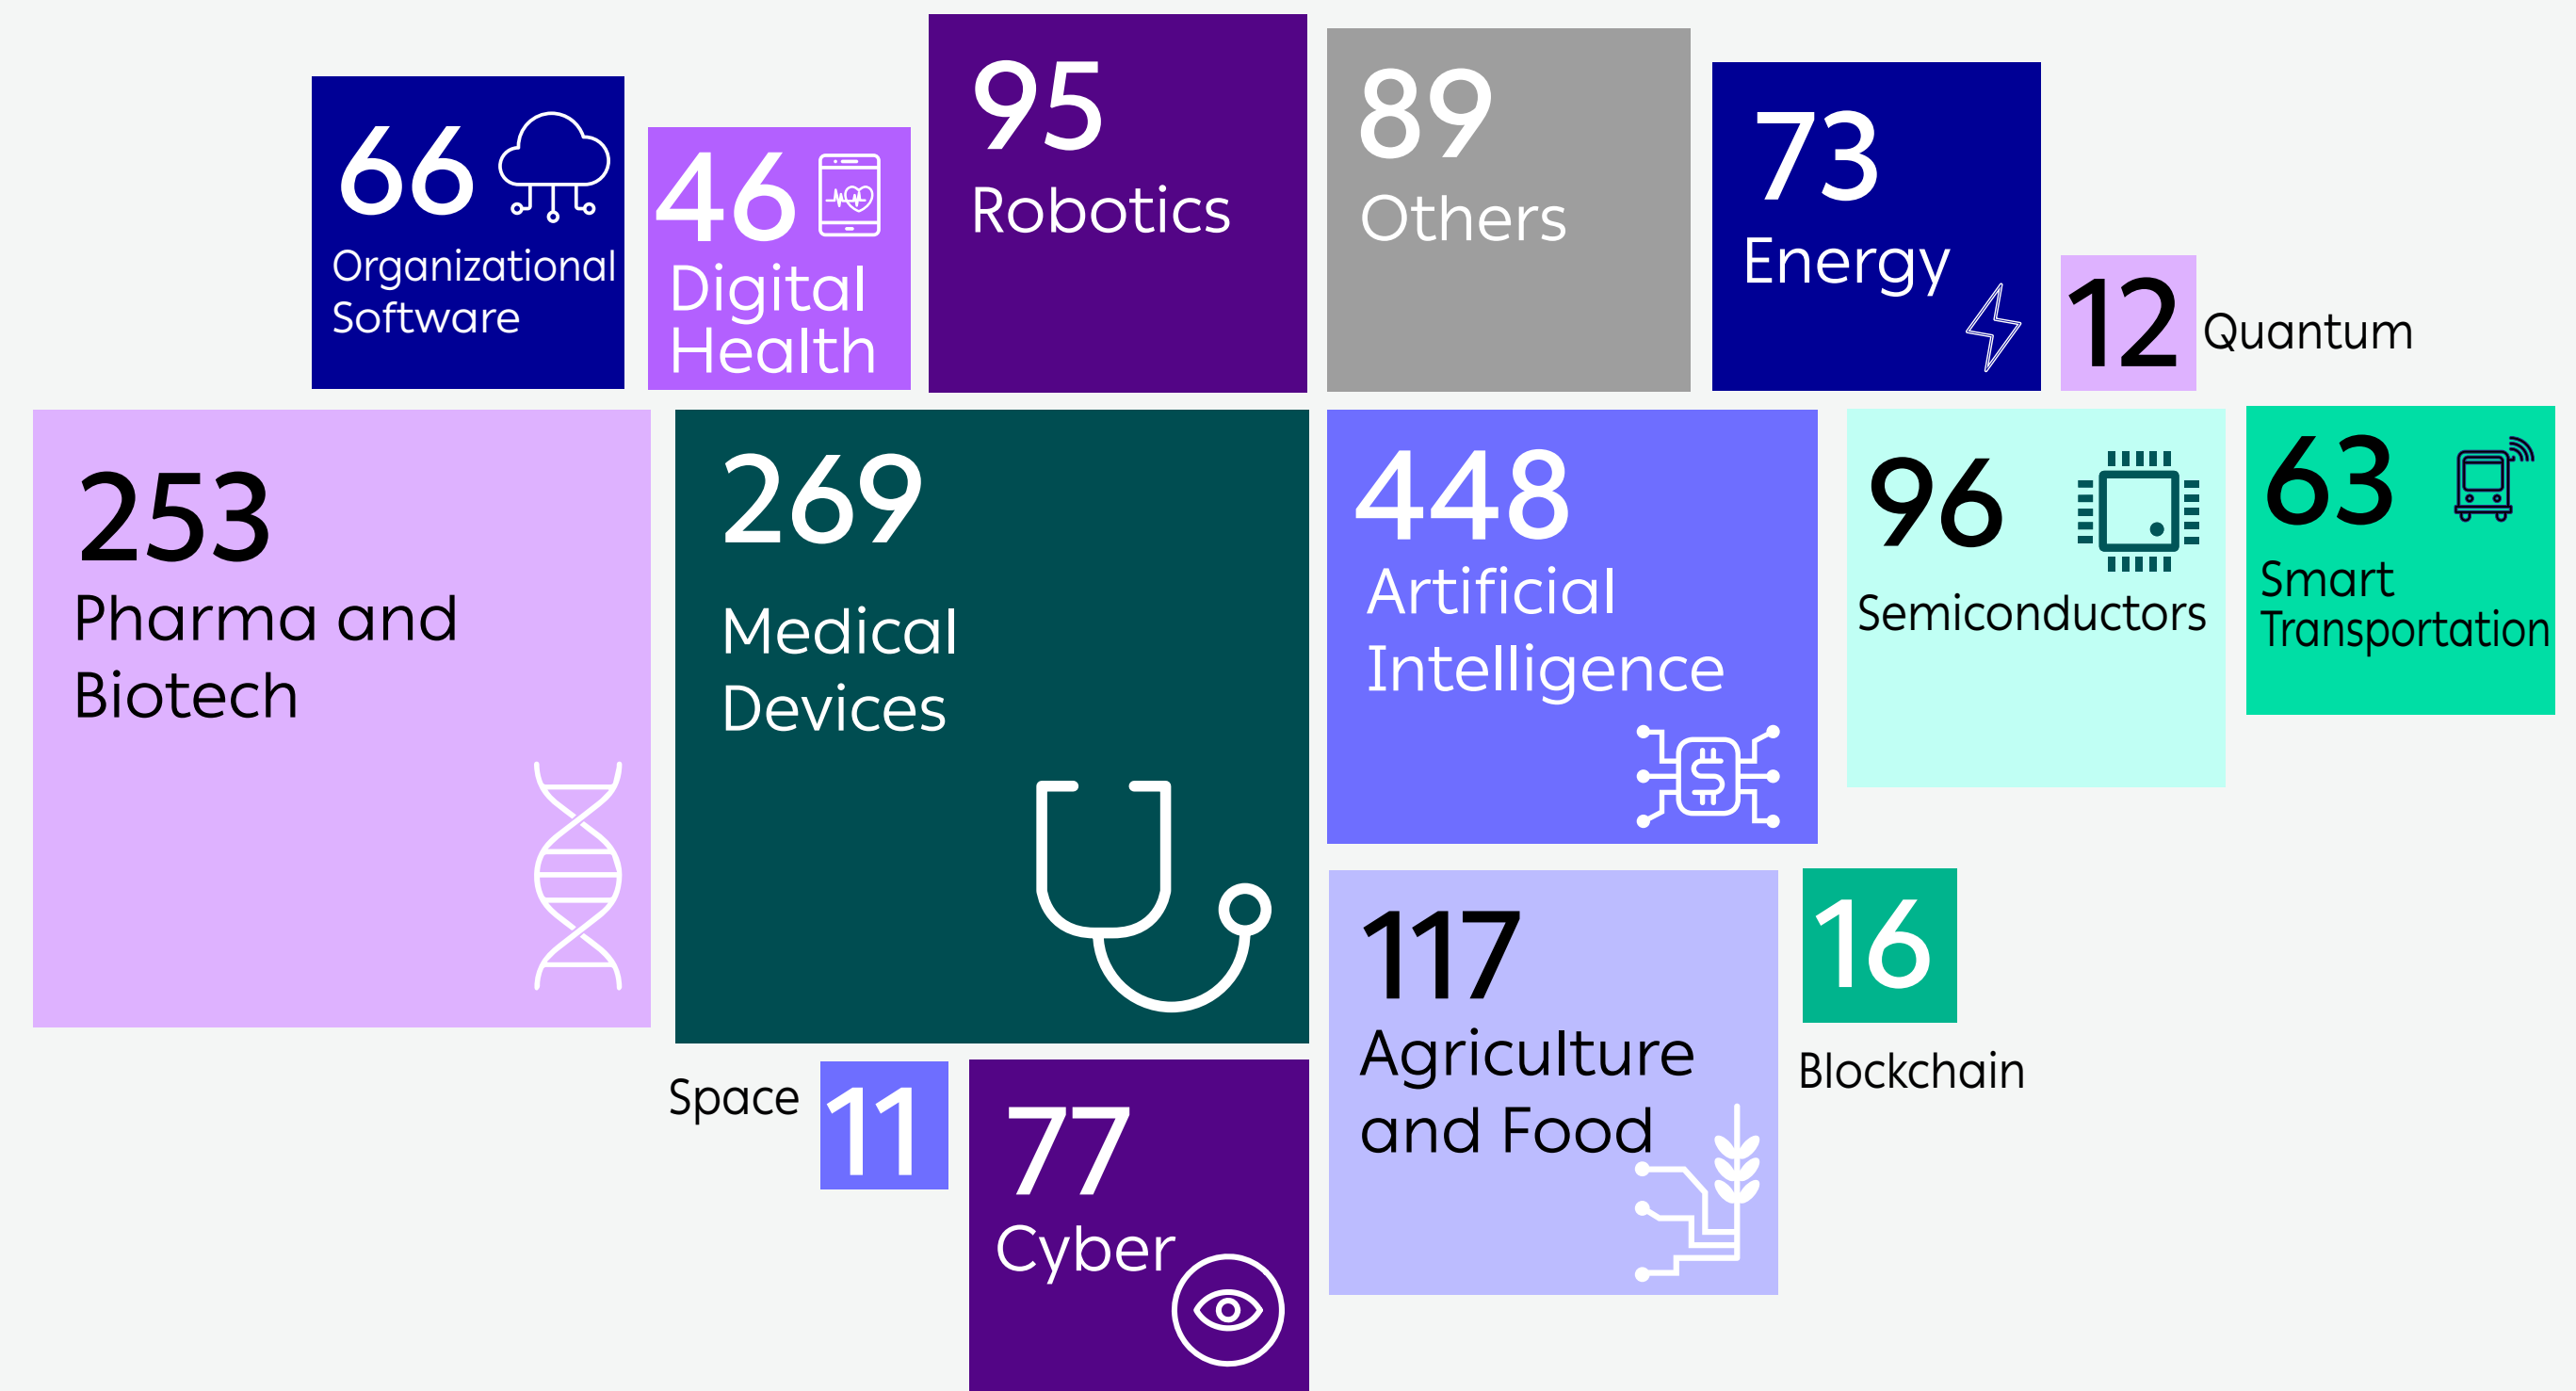 66
Organizational
Software
46
Digital
Health
95
Robotics
89
Others
73
Energy
12
Quantum
253
Pharma and
Biotech
269
Medical
Devices
448
Artificial
Intelligence
96
Semiconductors
63
Smart
Transportation
Space
11
77
Cyber
117
Agriculture
and Food
16
Blockchain